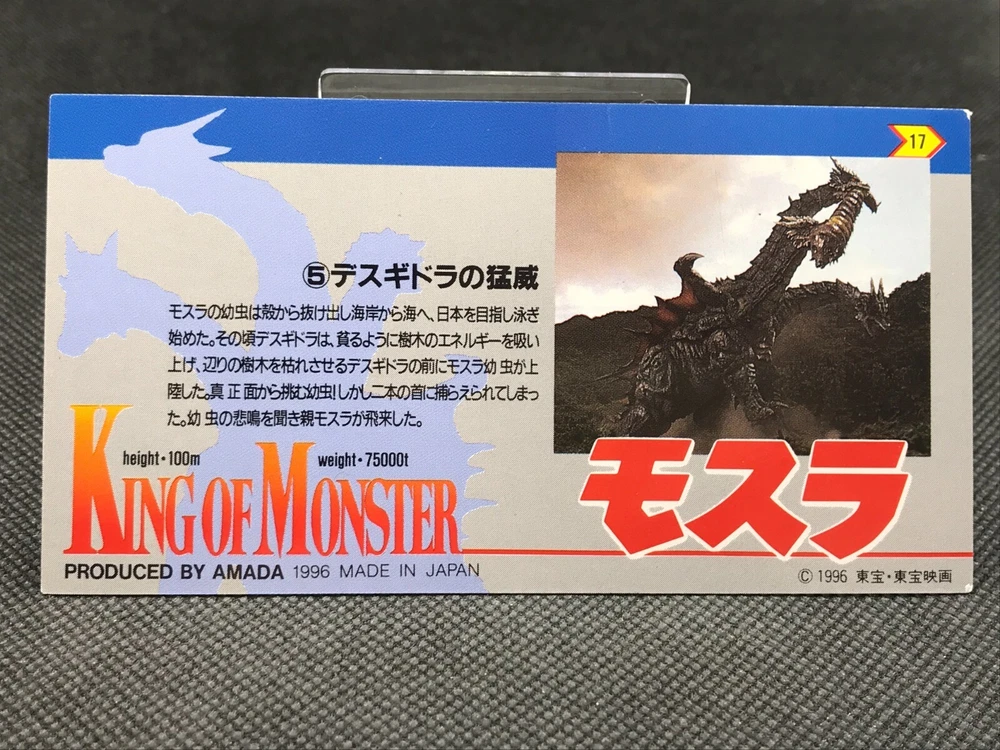 17
⑤デスギドラの猛威
モスラの幼虫は殻から抜け出し海岸から海へ、日本を目指し泳ぎ
始めた。その頃デスギドラは、貧るように樹木のエネルギーを吸い
上げ、辺りの樹木を枯れさせるデスギドラの前にモスラ幼虫が上
陸した。真正面から挑む幼虫!しかし二本の首に捕らえられてしまっ
た。幼虫の悲鳴を聞き親モスラが飛来した。
height・100m weight・75000t
KING OF MONSTER
モスラ
PRODUCED BY AMADA 1996 MADE IN JAPAN
©1996 東宝・東宝映画